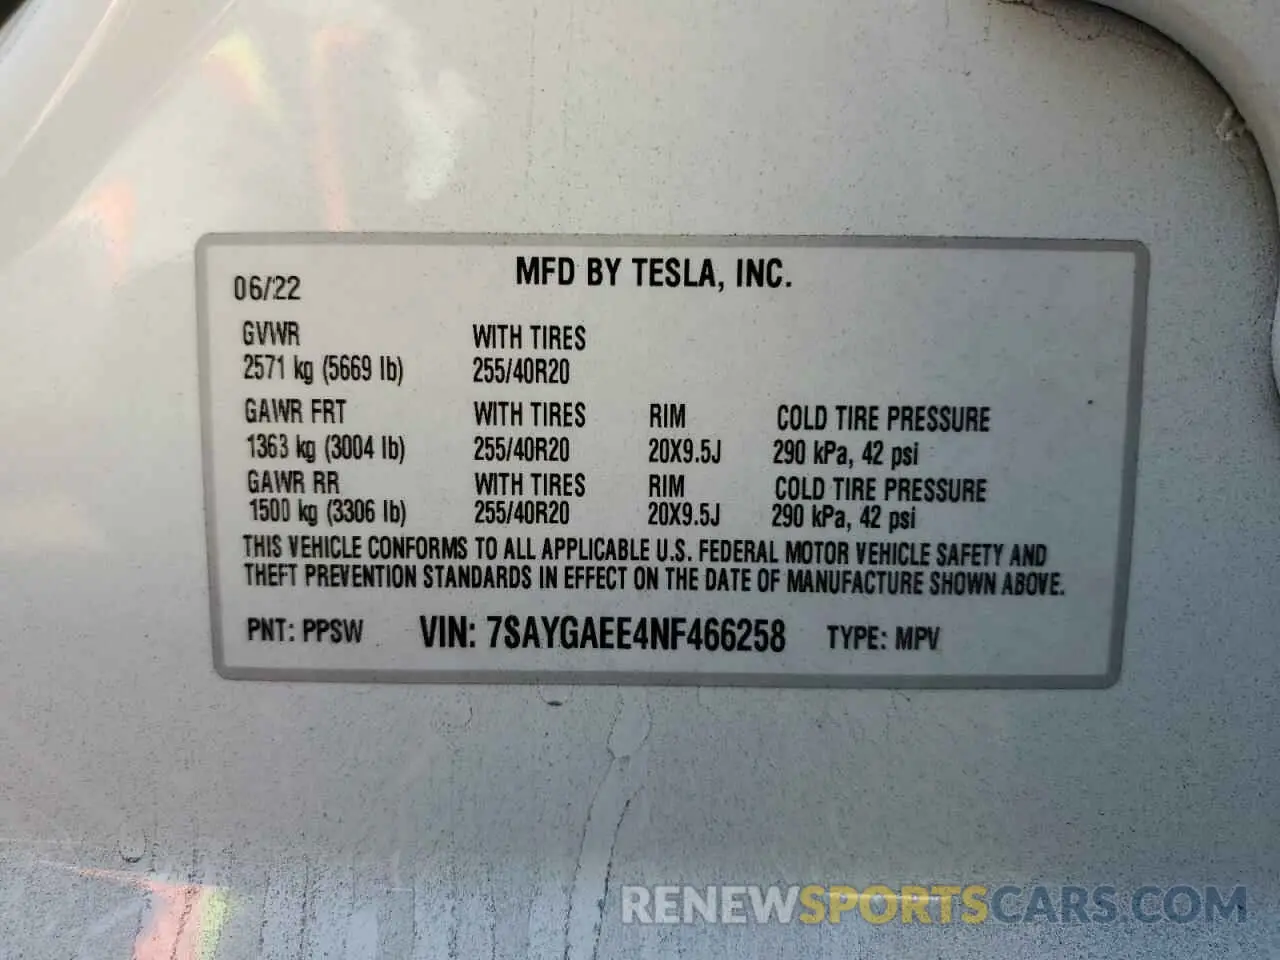 MFD BY TESLA, INC.
06/22
GVWR WITH TIRES
2571 kg (5669 lb) 255/40R20
GAWR FRT WITH TIRES RIM COLD TIRE PRESSURE
1363 kg (3004 lb) 255/40R20 20X9.5J 290 kPa, 42 psi
GAWR RR WITH TIRES RIM COLD TIRE PRESSURE
1500 kg (3306 lb) 255/40R20 20X9.5J 290 kPa, 42 psi
THIS VEHICLE CONFORMS TO ALL APPLICABLE U.S. FEDERAL MOTOR VEHICLE SAFETY AND
THEFT PREVENTION STANDARDS IN EFFECT ON THE DATE OF MANUFACTURE SHOWN ABOVE.
PNT: PPSW VIN: 7SAYGAEE4NF466258 TYPE: MPV
RENEWSPORTSCARS.COM